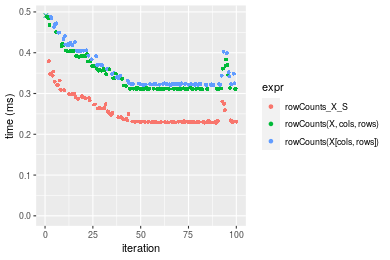 0.5
0.4
0.3
0.2
0.1
0.0
time (ms)
0
25
50
75
100
iteration
expr
rowCounts_X_S
rowCounts(X, cols, rows)
rowCounts(X[cols, rows])